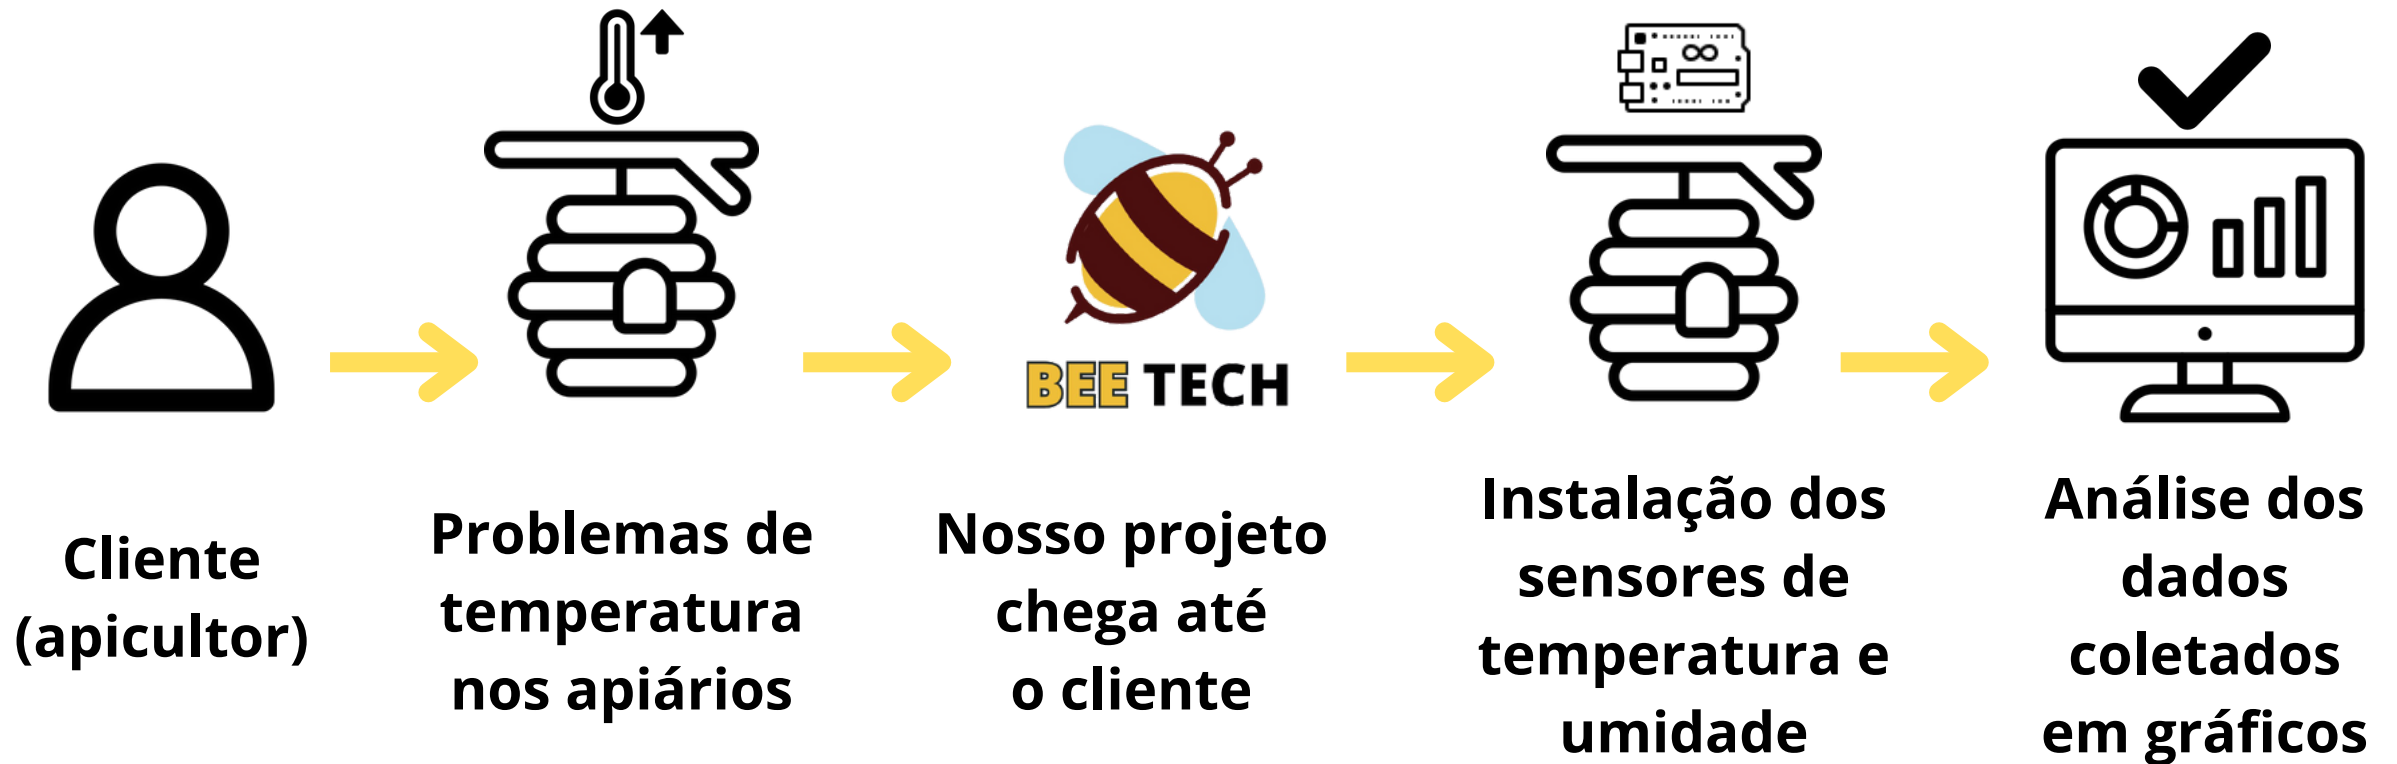 BEE TECH
Cliente
(apicultor)
Problemas de
temperatura
nos apiários
Nosso projeto
chega até
o cliente
Instalação dos
sensores de
temperatura e
umidade
Análise dos
dados
coletados
em gráficos